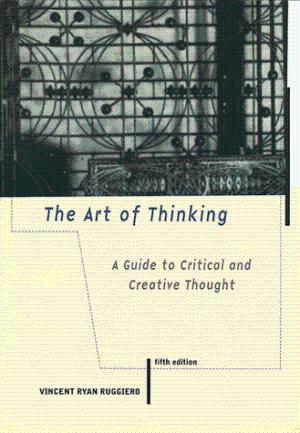 The Art of Thinking
A Guide to Critical and
Creative Thought
fifth edition
VINCENT RYAN RUGGIERO